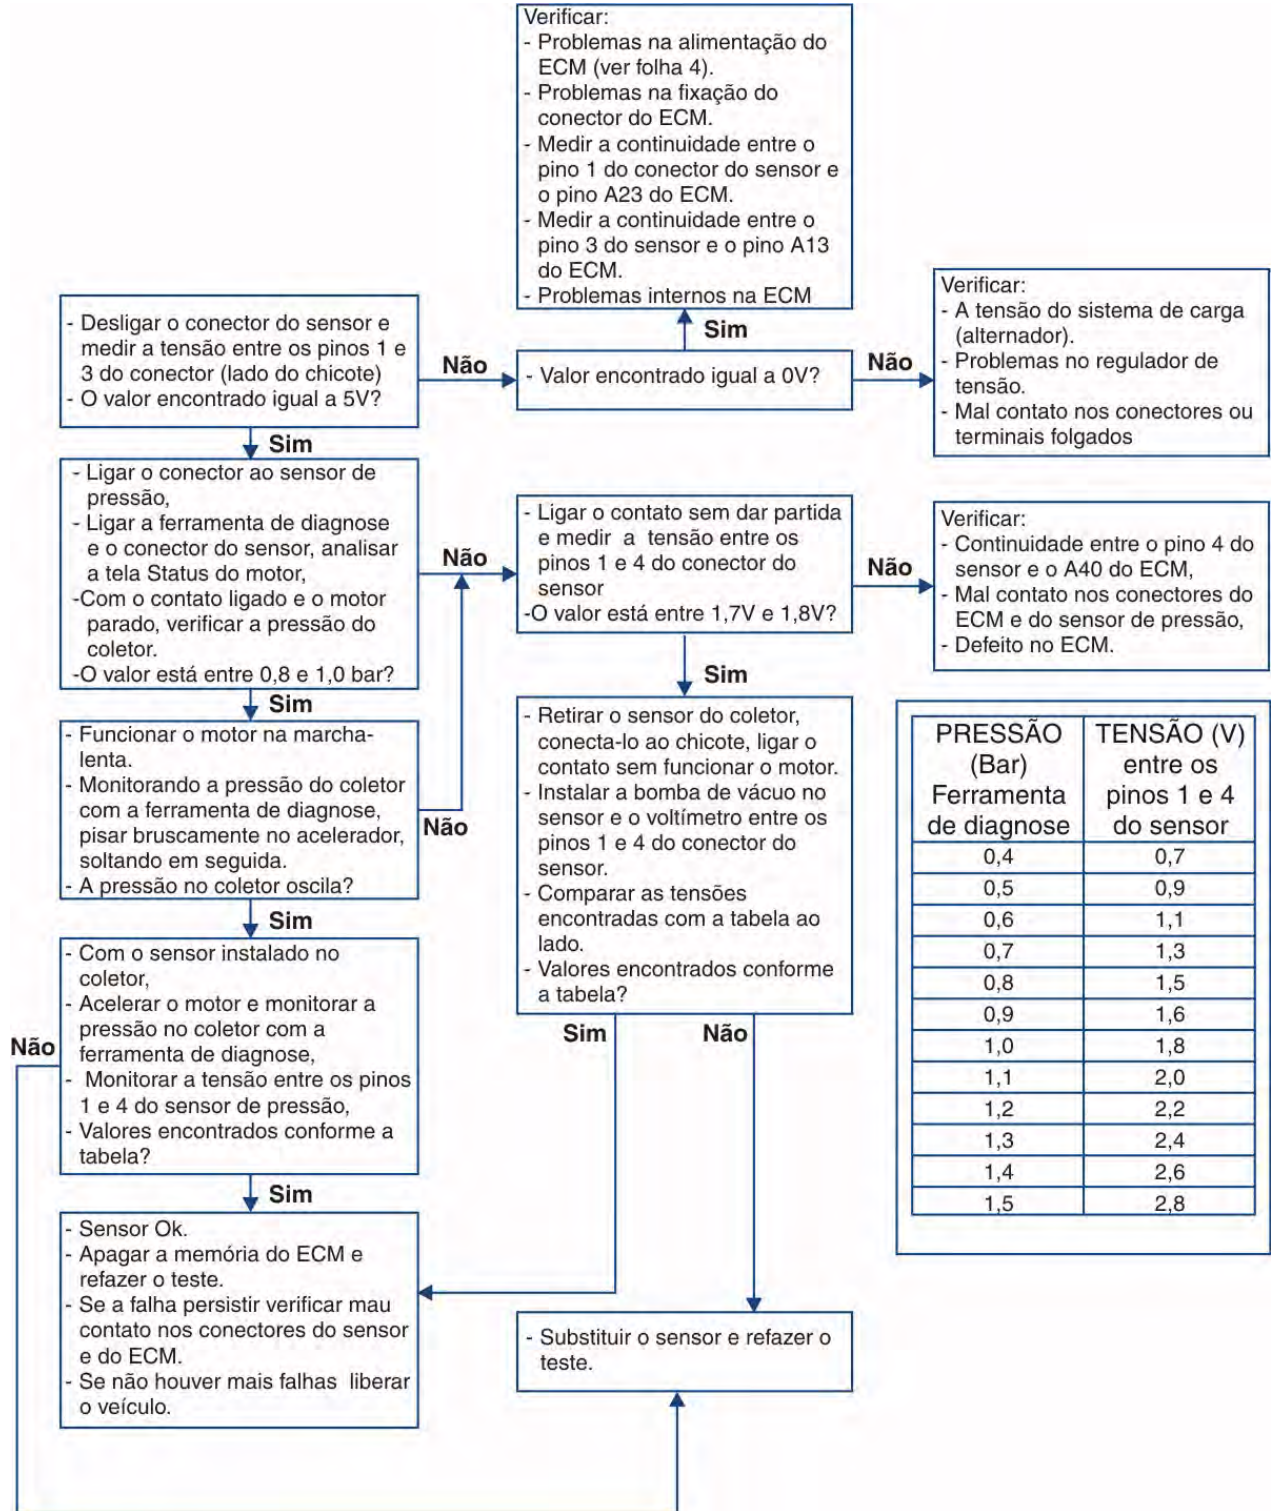 Verificar:
- Problemas na alimentação do
ECM (ver folha 4).
- Problemas na fixação do
conector do ECM.
- Medir a continuidade entre o
pino 1 do conector do sensor e
o pino A23 do ECM.
- Medir a continuidade entre o
pino 3 do sensor e o pino A13
do ECM.
- Problemas internos na ECM
Sim
- Desligar o conector do sensor e
medir a tensão entre os pinos 1 e
3 do conector (lado do chicote)
- O valor encontrado igual a 5V?
Não
- Valor encontrado igual a 0V?
Não
Verificar:
- A tensão do sistema de carga
(alternador).
- Problemas no regulador de
tensão.
- Mal contato nos conectores ou
terminais folgados
Sim
- Ligar o conector ao sensor de
pressão,
- Ligar a ferramenta de diagnose
e o conector do sensor, analisar
a tela Status do motor,
-Com o contato ligado e o motor
parado, verificar a pressão do
coletor.
-O valor está entre 0,8 e 1,0 bar?
Não
- Ligar o contato sem dar partida
e medir a tensão entre os
pinos 1 e 4 do conector do
sensor
-O valor está entre 1,7V e 1,8V?
Não
Verificar:
- Continuidade entre o pino 4 do
sensor e o A40 do ECM,
- Mal contato nos conectores do
ECM e do sensor de pressão,
- Defeito no ECM.
Sim
Sim
- Funcionar o motor na marcha-
lenta.
- Monitorando a pressão do coletor
com a ferramenta de diagnose,
pisar bruscamente no acelerador,
soltando em seguida.
- A pressão no coletor oscila?
Não
- Retirar o sensor do coletor,
conecta-lo ao chicote, ligar o
contato sem funcionar o motor.
- Instalar a bomba de vácuo no
sensor e o voltímetro entre os
pinos 1 e 4 do conector do
sensor.
- Comparar as tensões
encontradas com a tabela ao
lado.
- Valores encontrados conforme
a tabela?
PRESSÃO
(Bar)
Ferramenta
de diagnose
TENSÃO (V)
entre os
pinos 1 e 4
do sensor
0,4 0,7
0,5 0,9
0,6 1,1
0,7 1,3
0,8 1,5
0,9 1,6
1,0 1,8
1,1 2,0
1,2 2,2
1,3 2,4
1,4 2,6
1,5 2,8
Sim
- Com o sensor instalado no
coletor,
- Acelerar o motor e monitorar a
pressão no coletor com a
ferramenta de diagnose,
- Monitorar a tensão entre os pinos
1 e 4 do sensor de pressão,
- Valores encontrados conforme a
tabela?
Não
Sim
Não
Sim
- Sensor Ok.
- Apagar a memória do ECM e
refazer o teste.
- Se a falha persistir verificar mau
contato nos conectores do sensor
e do ECM.
- Se não houver mais falhas liberar
o veículo.
- Substituir o sensor e refazer o
teste.